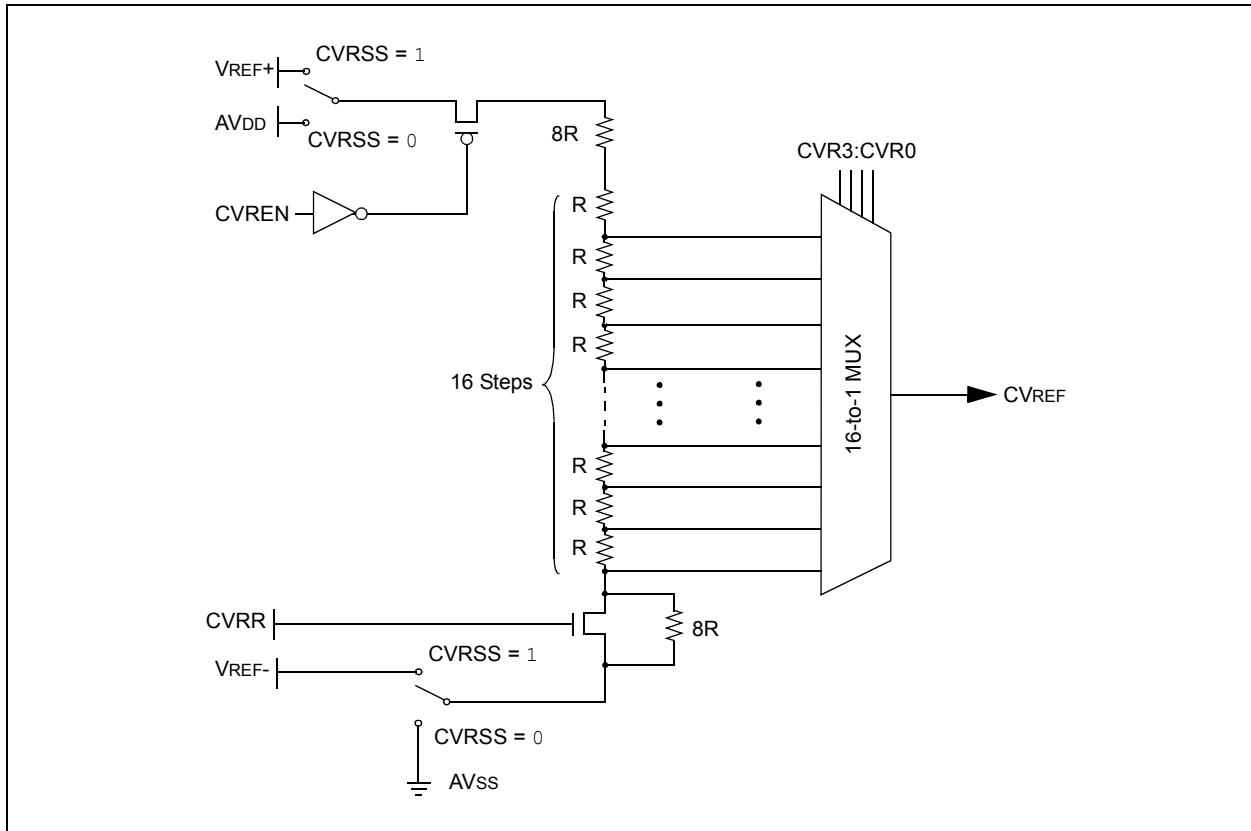 CVRSS = 1
VREF+
AVDD
CVRSS = 0
8R
CVR3:CVR0
CVREN
R
R
R
R
16 Steps
16-to-1 MUX
CVREF
R
R
R
CVRR
8R
CVRSS = 1
VREF-
CVRSS = 0
AVSS